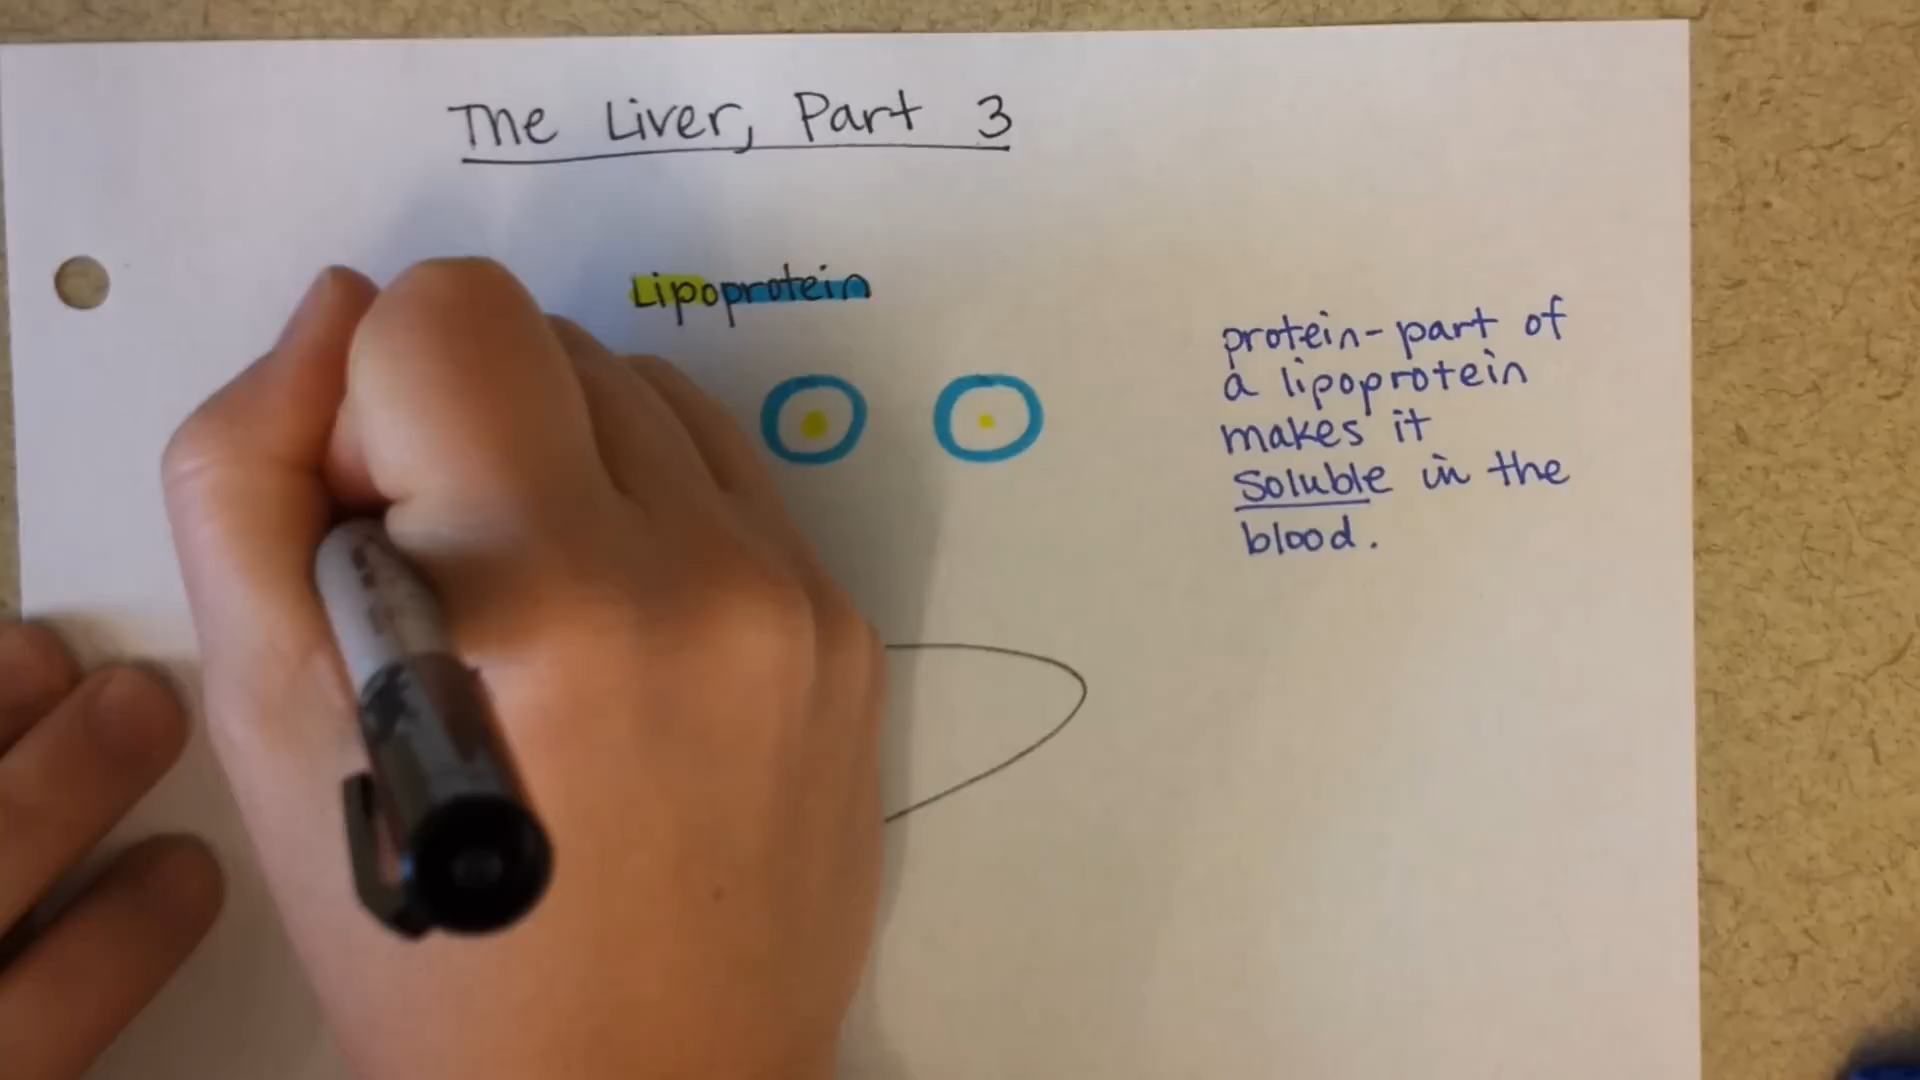 The Liver, Part 3
Lipoprotein
protein-part of
a lipoprotein
makes it
soluble in the
blood.